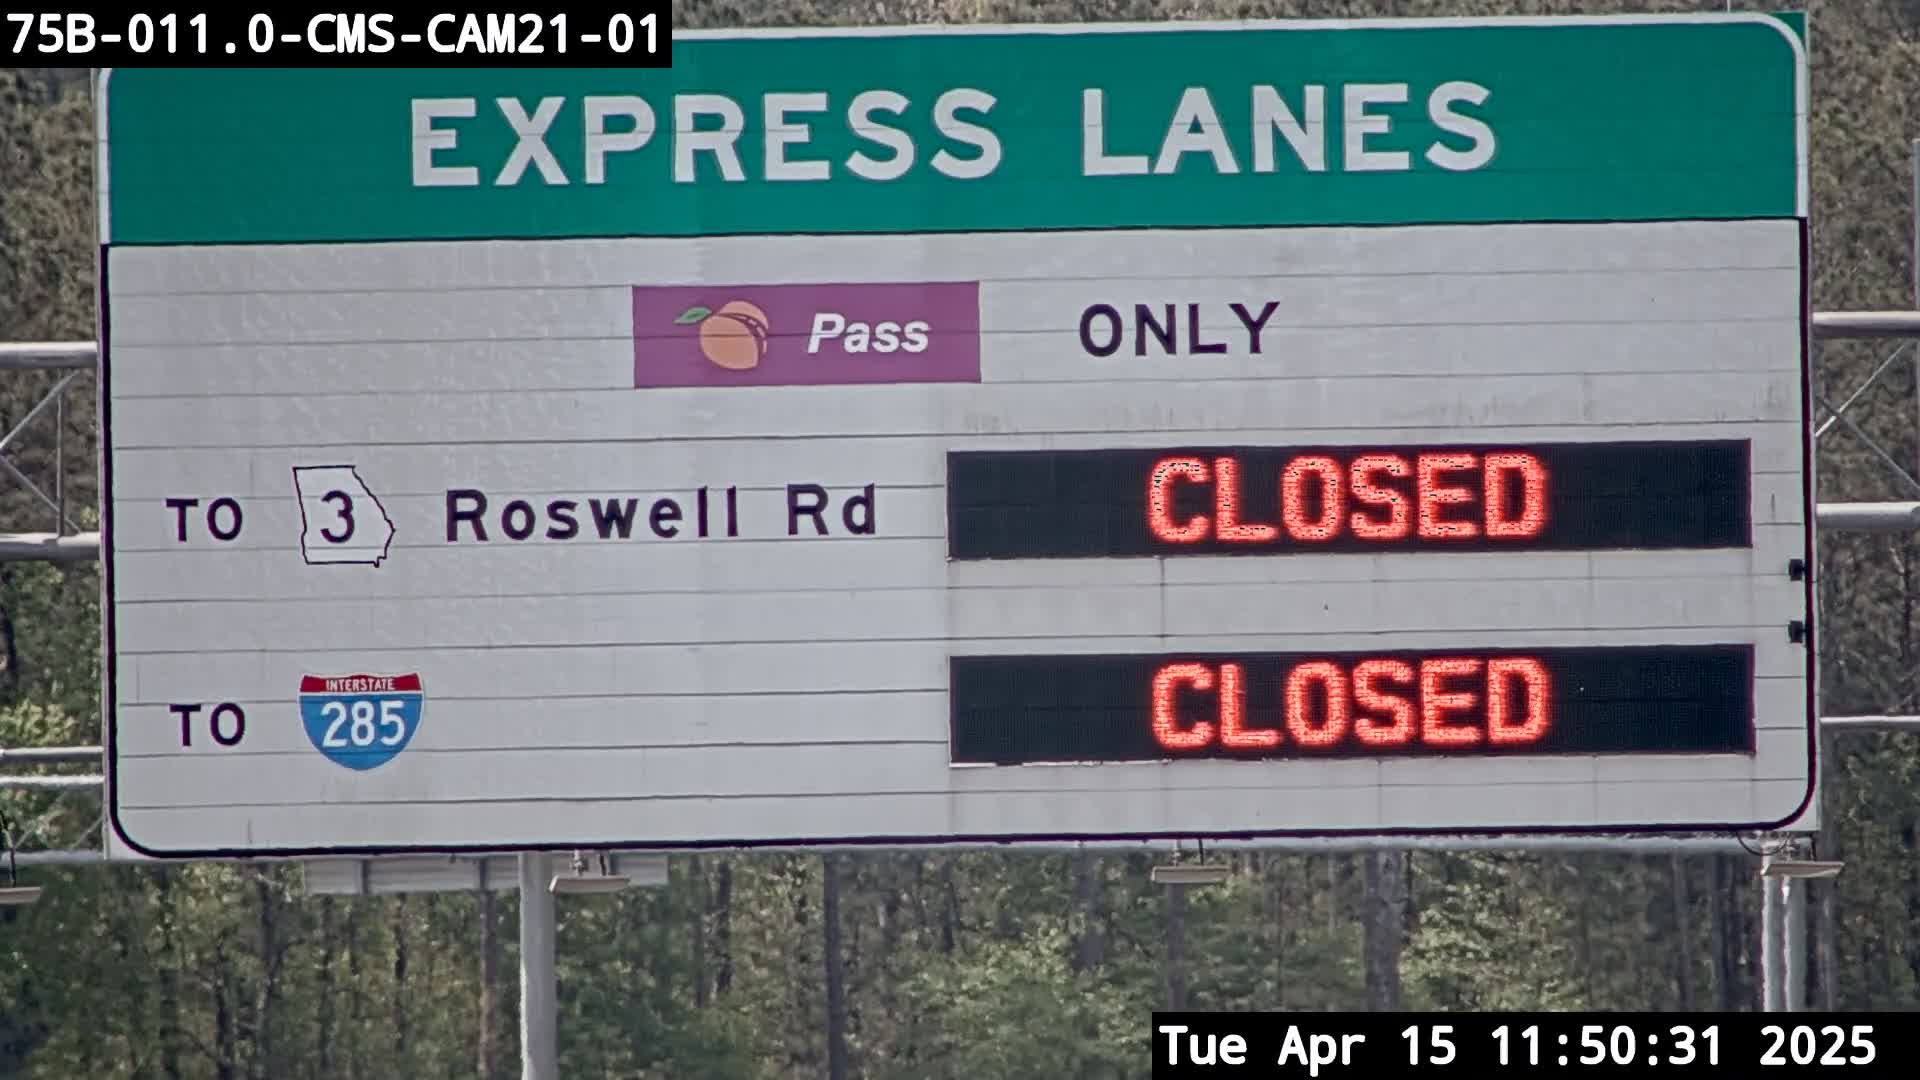 75B-011.0-CMS-CAM21-01
EXPRESS LANES
Pass ONLY
TO 3 Roswell Rd CLOSED
TO INTERSTATE 285 CLOSED
Tue Apr 15 11:50:31 2025